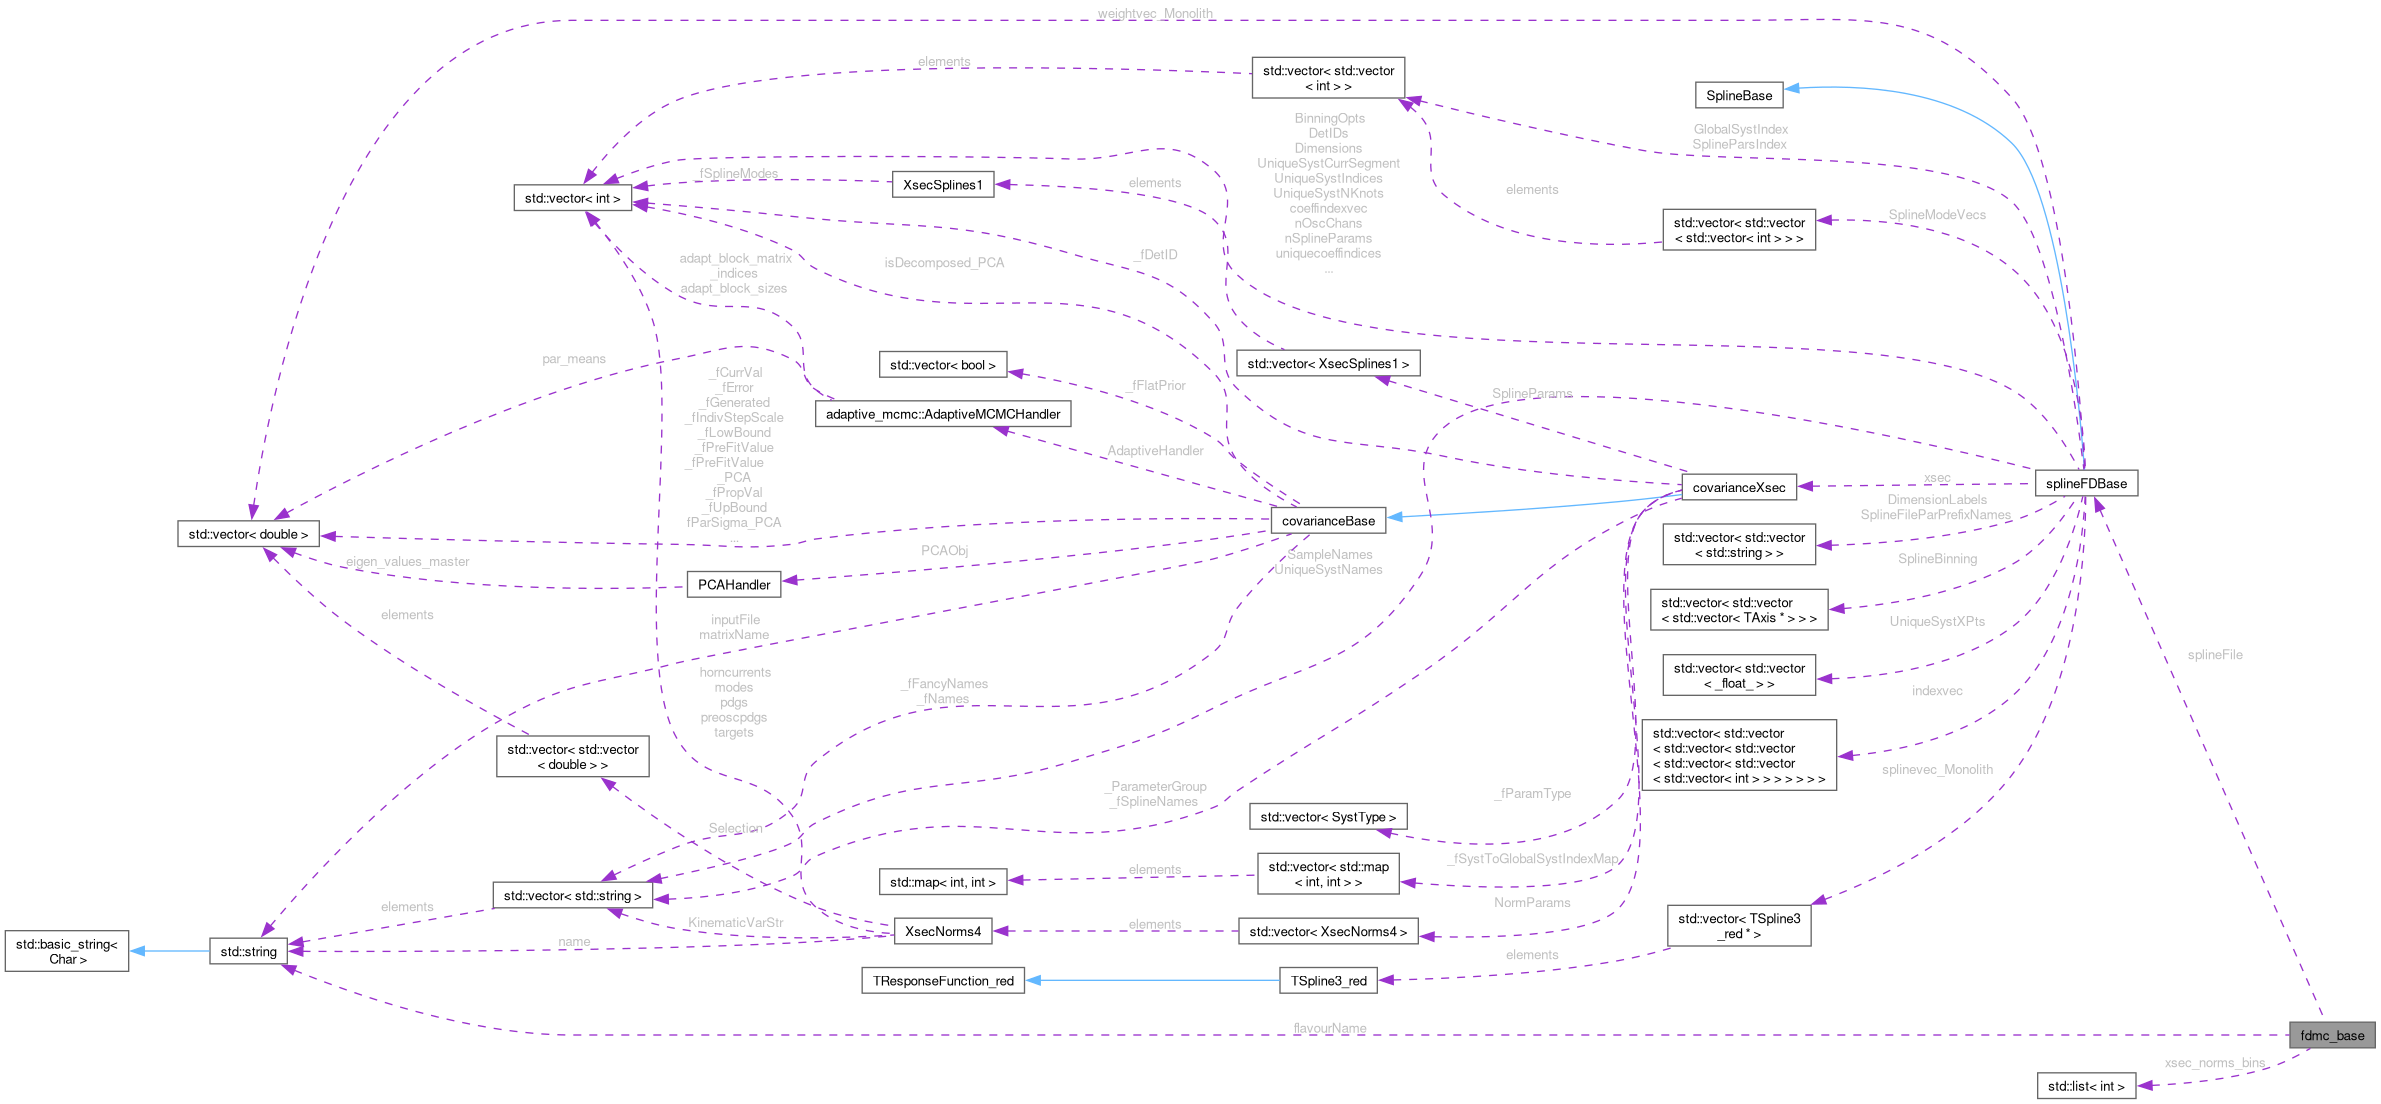 weightvec_Monolith
elements
std::vector< std::vector
< int > >
SplineBase
BinningOpts
DetIDs
Dimensions
UniqueSystCurrSegment
UniqueSystIndices
UniqueSystNKnots
coeffindexvec
nOscChans
nSplineParams
uniquecoeffindices
...
GlobalSystIndex
SplineParsIndex
_fSplineModes
XsecSplines1
elements
elements
std::vector< int >
SplineModeVecs
std::vector< std::vector
< std::vector< int > > >
adapt_block_matrix
_indices
adapt_block_sizes
isDecomposed_PCA
_fDetID
par_means
std::vector< bool >
_fFlatPrior
std::vector< XsecSplines1 >
SplineParams
_fCurrVal
_fError
_fGenerated
_fIndivStepScale
_fLowBound
_fPreFitValue
_fPreFitValue
_PCA
_fPropVal
_fUpBound
fParSigma_PCA
...
adaptive_mcmc::AdaptiveMCMCHandler
AdaptiveHandler
covarianceXsec
xsec
splineFDBase
DimensionLabels
SplineFileParPrefixNames
std::vector< double >
covarianceBase
std::vector< std::vector
< std::string > >
eigen_values_master
PCAObj
PCAHandler
SampleNames
UniqueSystNames
SplineBinning
std::vector< std::vector
< std::vector< TAxis * > > >
elements
inputFile
matrixName
UniqueSystXPts
std::vector< std::vector
< _float_ > >
splineFile
horncurrents
modes
pdgs
preoscpdgs
targets
_fFancyNames
_fNames
indexvec
std::vector< std::vector
< double > >
std::vector< std::vector
< std::vector< std::vector
< std::vector< std::vector
< std::vector< int > > > > > > >
splinevec_Monolith
_ParameterGroup
_fSplineNames
_fParamType
Selection
std::vector< SystType >
_fSystToGlobalSystIndexMap
std::map< int, int >
elements
std::vector< std::map
< int, int > >
std::vector< std::string >
elements
KinematicVarStr
XsecNorms4
elements
std::vector< XsecNorms4 >
NormParams
std::vector< TSpline3
_red * >
std::basic_string<
Char >
std::string
name
elements
TResponseFunction_red
TSpline3_red
flavourName
fdmc_base
xsec_norms_bins
std::list< int >